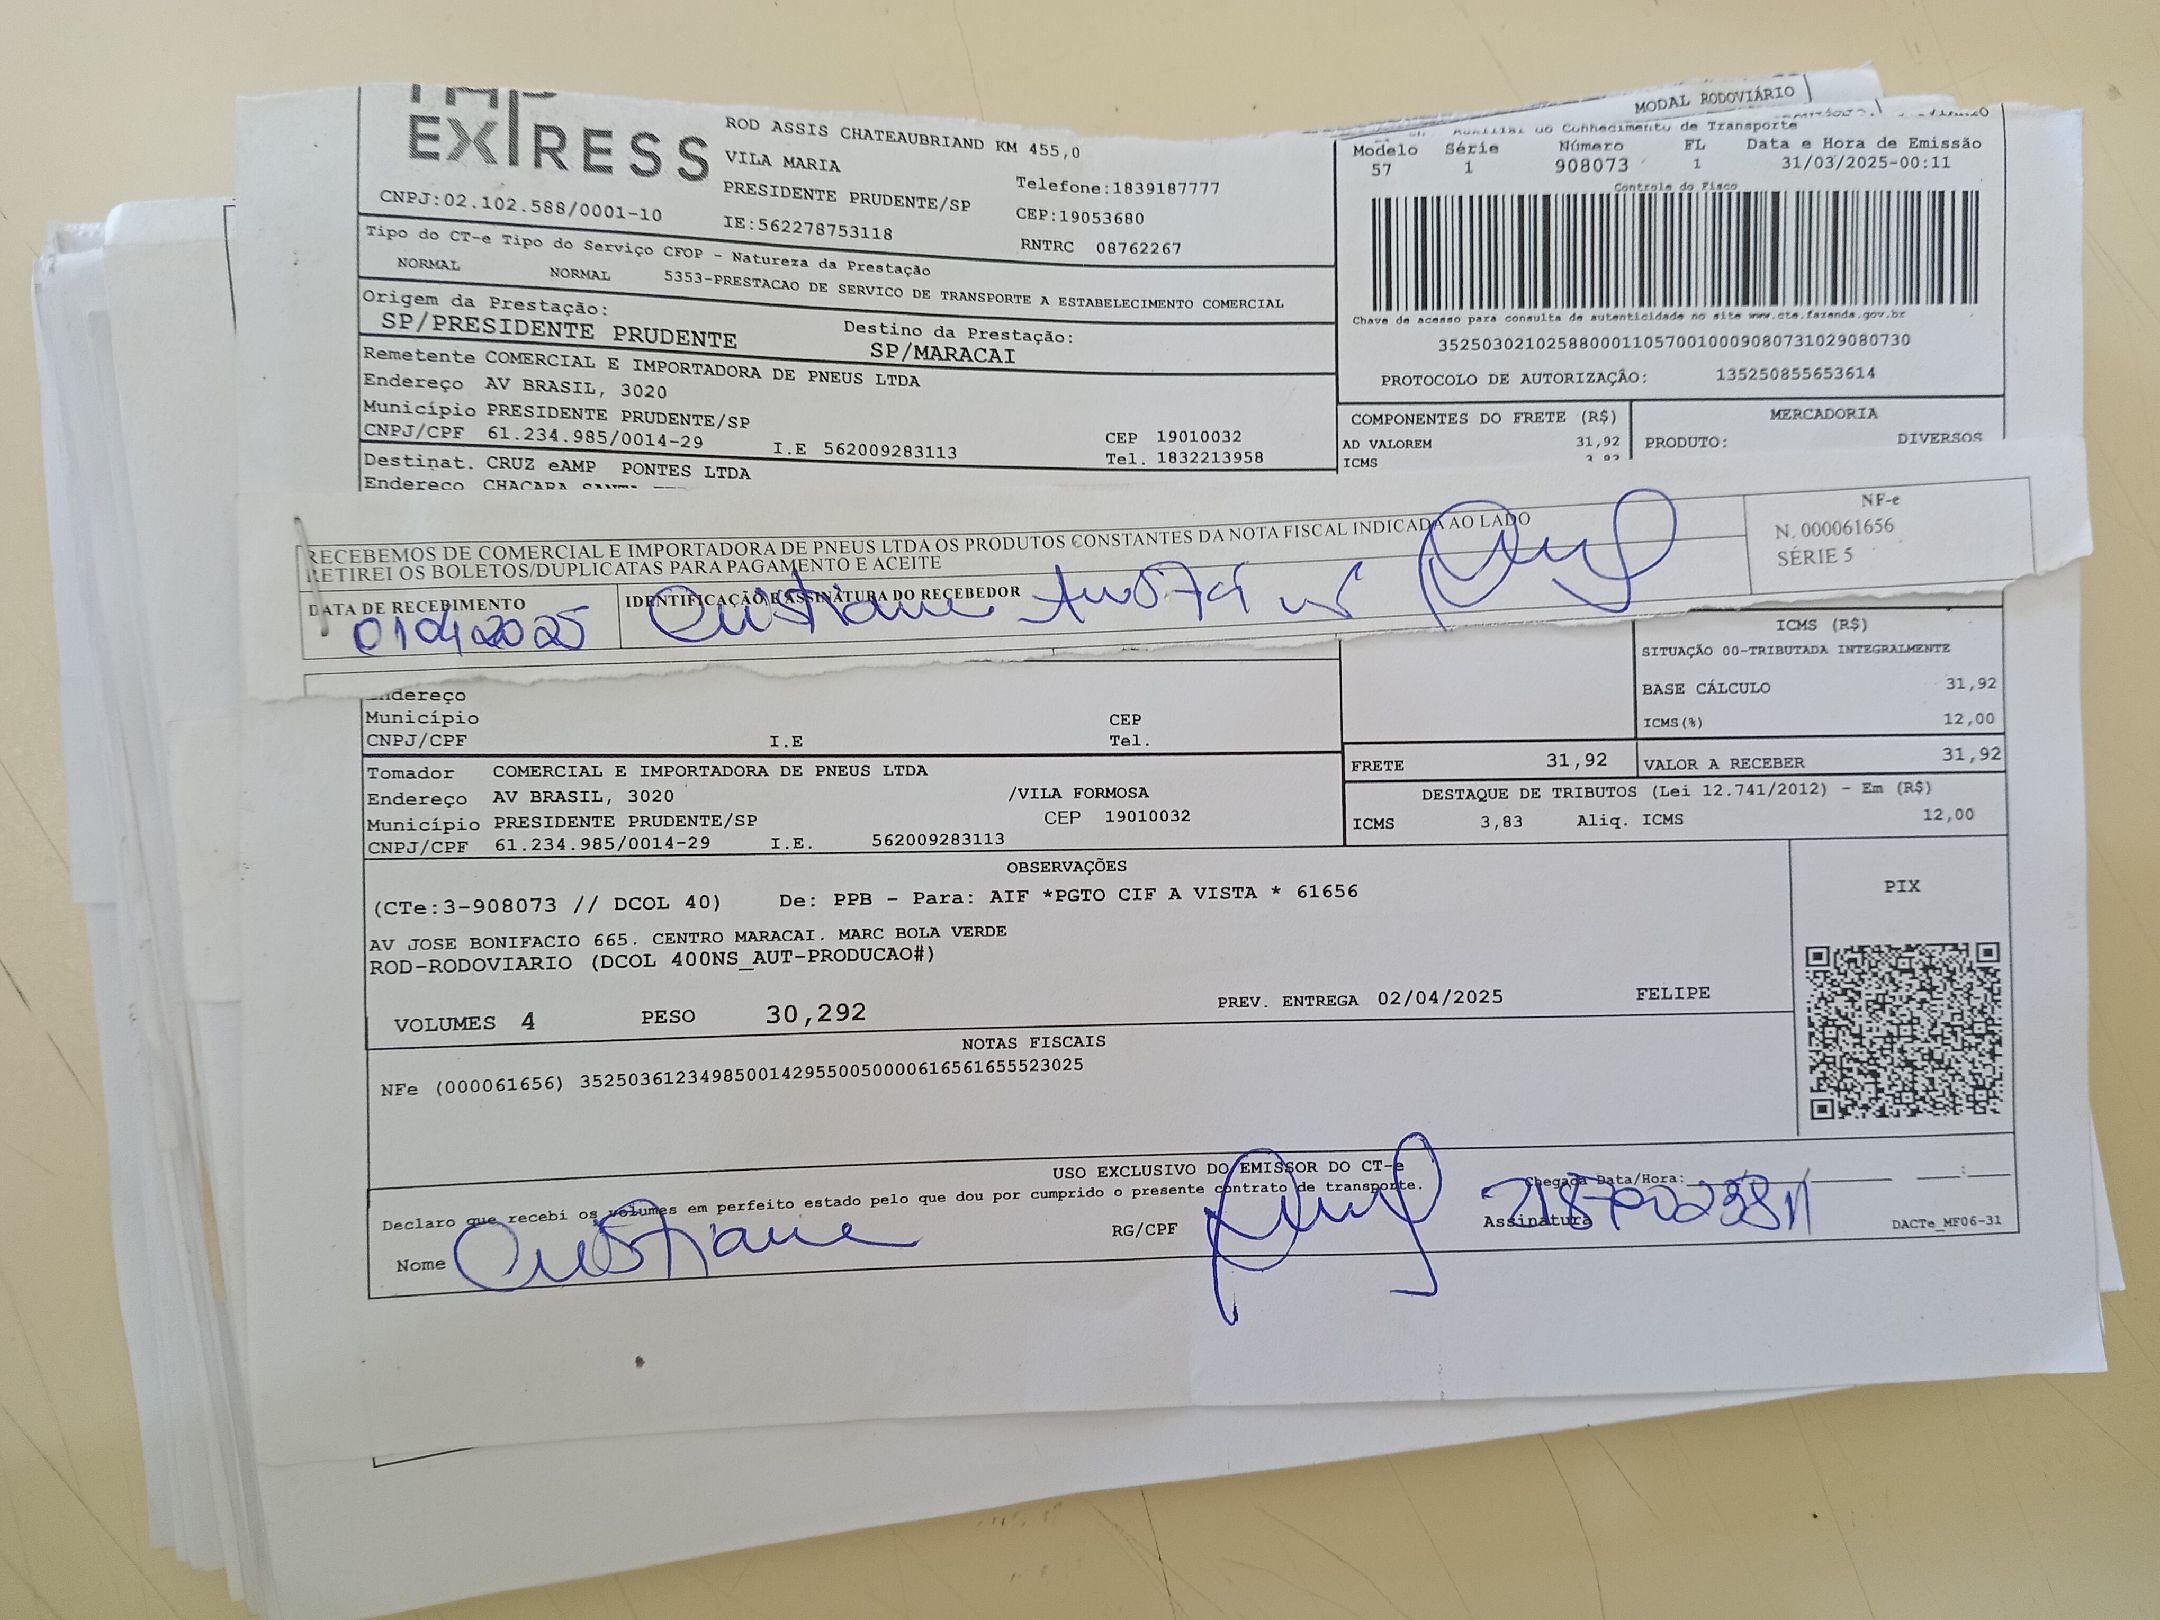 EXPRESS
CNPJ:02.102.588/0001-10
ROD ASSIS CHATEAUBRIAND KM 455,0
VILA MARIA
PRESIDENTE PRUDENTE/SP
IE:562278753118
Telefone:1839187777
CEP:19053680
RNTRC 08762267
MODAL RODOVIÁRIO
do Conhecimento de Transporte
Modelo Série Número FL Data e Hora de Emissão
57 1 908073 1 31/03/2025-00:11
Controle do Fisco
Chave de acesso para consulta de autenticidade no site www.cte.fazenda.gov.br
35250302102588000110570010009080731029080730
PROTOCOLO DE AUTORIZAÇÃO: 135250855653614
Tipo do CT-e Tipo do Serviço CFOP - Natureza da Prestação
NORMAL NORMAL 5353-PRESTACAO DE SERVICO DE TRANSPORTE A ESTABELECIMENTO COMERCIAL
Origem da Prestação: Destino da Prestação:
SP/PRESIDENTE PRUDENTE SP/MARACAI
Remetente COMERCIAL E IMPORTADORA DE PNEUS LTDA
Endereço AV BRASIL, 3020
Município PRESIDENTE PRUDENTE/SP CEP 19010032
CNPJ/CPF 61.234.985/0014-29 I.E 562009283113 Tel. 1832213958
Destinat. CRUZ eAMP PONTES LTDA
Endereço CHACARA
COMPONENTES DO FRETE (R$)
AD VALOREM 31,92
ICMS
MERCADORIA
PRODUTO: DIVERSOS
RECEBEMOS DE COMERCIAL E IMPORTADORA DE PNEUS LTDA OS PRODUTOS CONSTANTES DA NOTA FISCAL INDICADA AO LADO
RETIREI OS BOLETOS/DUPLICATAS PARA PAGAMENTO E ACEITE
DATA DE RECEBIMENTO IDENTIFICAÇÃO E ASSINATURA DO RECEBEDOR
01042025 Cristiane
NF-e
N. 000061656
SÉRIE 5
Endereço
Município CEP
CNPJ/CPF I.E Tel.
ICMS (R$)
SITUAÇÃO 00-TRIBUTADA INTEGRALMENTE
BASE CÁLCULO 31,92
ICMS(%) 12,00
FRETE 31,92 VALOR A RECEBER 31,92
DESTAQUE DE TRIBUTOS (Lei 12.741/2012) - Em (R$)
ICMS 3,83 Aliq. ICMS 12,00
Tomador COMERCIAL E IMPORTADORA DE PNEUS LTDA
Endereço AV BRASIL, 3020 /VILA FORMOSA
Município PRESIDENTE PRUDENTE/SP CEP 19010032
CNPJ/CPF 61.234.985/0014-29 I.E. 562009283113
OBSERVAÇÕES
(CTe:3-908073 // DCOL 40) De: PPB - Para: AIF *PGTO CIF A VISTA * 61656
AV JOSE BONIFACIO 665. CENTRO MARACAI. MARC BOLA VERDE
ROD-RODOVIARIO (DCOL 400NS_AUT-PRODUCAO#)
VOLUMES 4 PESO 30,292 PREV. ENTREGA 02/04/2025 FELIPE
PIX
NOTAS FISCAIS
NFe (000061656) 35250361234985001429550050000616561655523025
USO EXCLUSIVO DO EMISSOR DO CT-e
Declaro que recebi os volumes em perfeito estado pelo que dou por cumprido o presente contrato de transporte.
Chegada Data/Hora:
Nome Cristiane RG/CPF Assinatura
DACTe_MF06-31